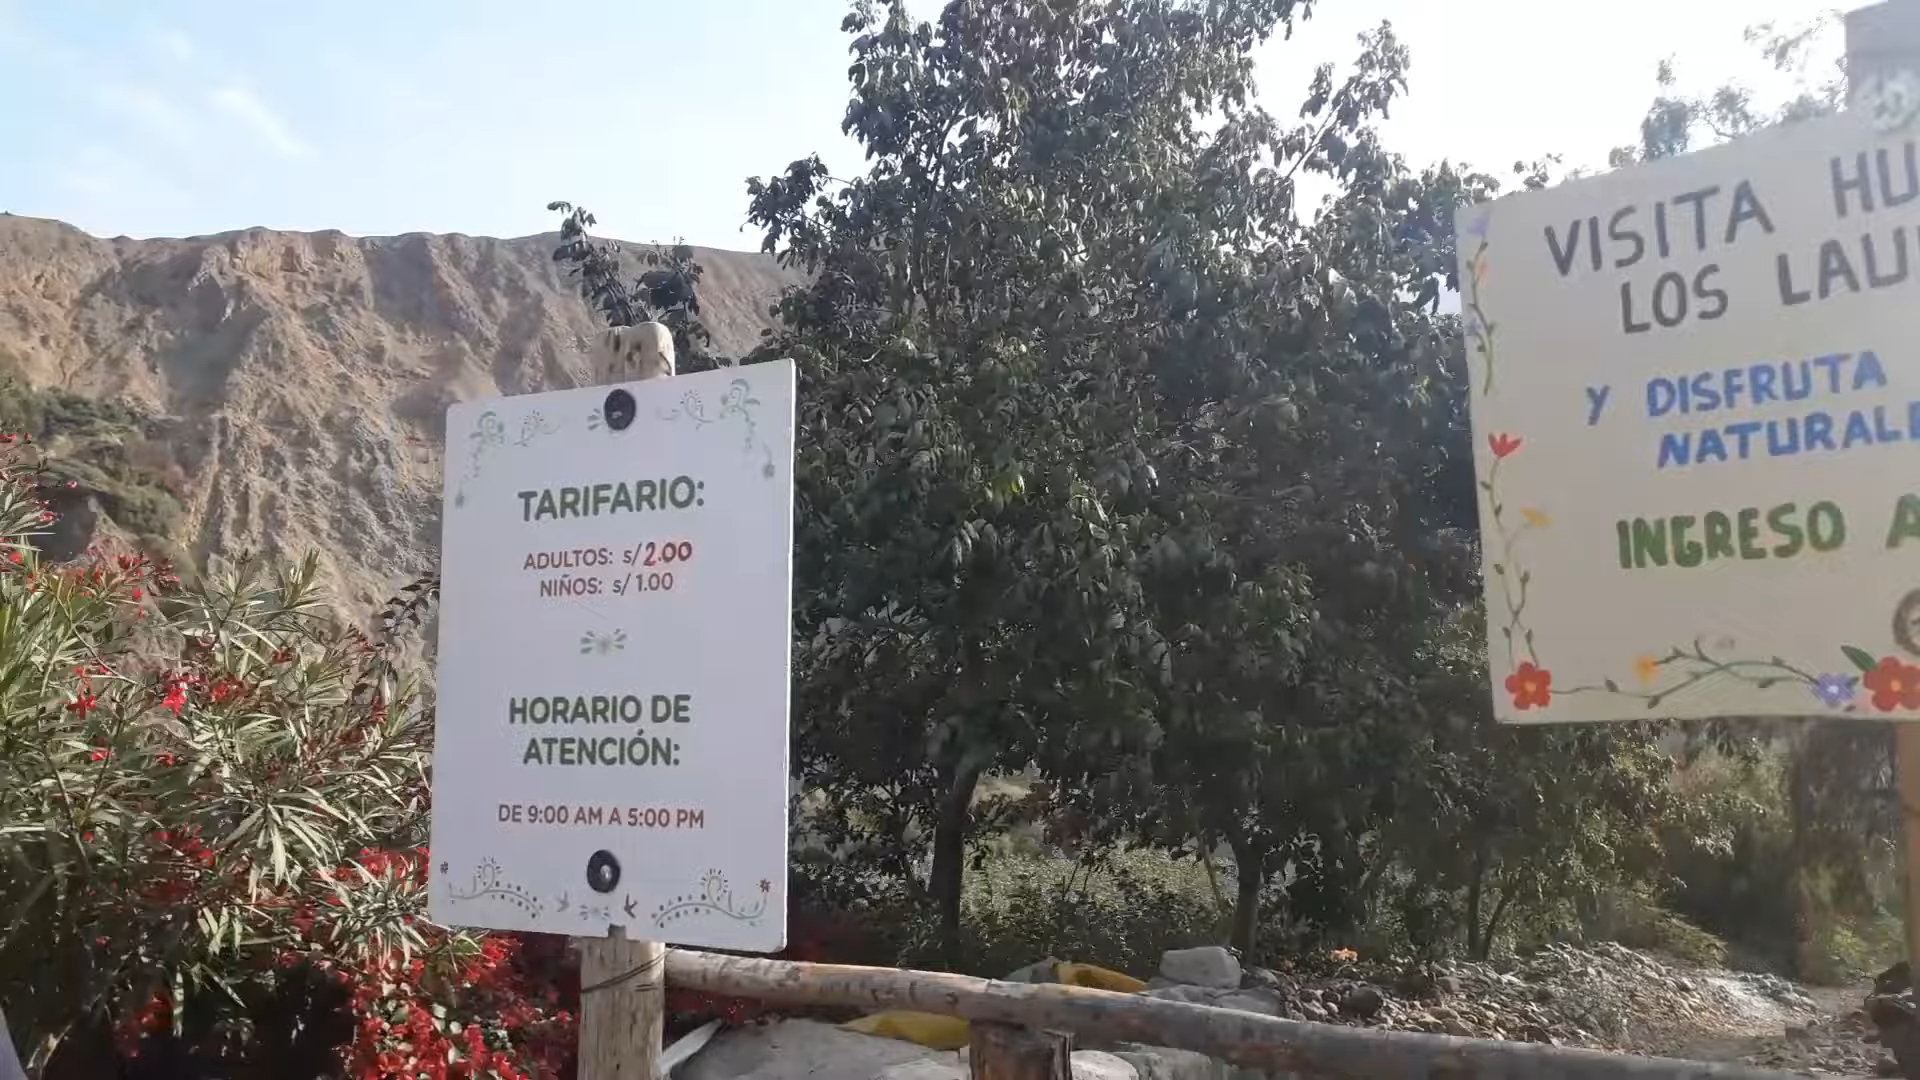 TARIFARIO:
ADULTOS: s/2.00
NIÑOS: s/1.00
HORARIO DE
ATENCIÓN:
DE 9:00 AM A 5:00 PM
VISITA
LOS
Y DISFRUTA
INGRESO